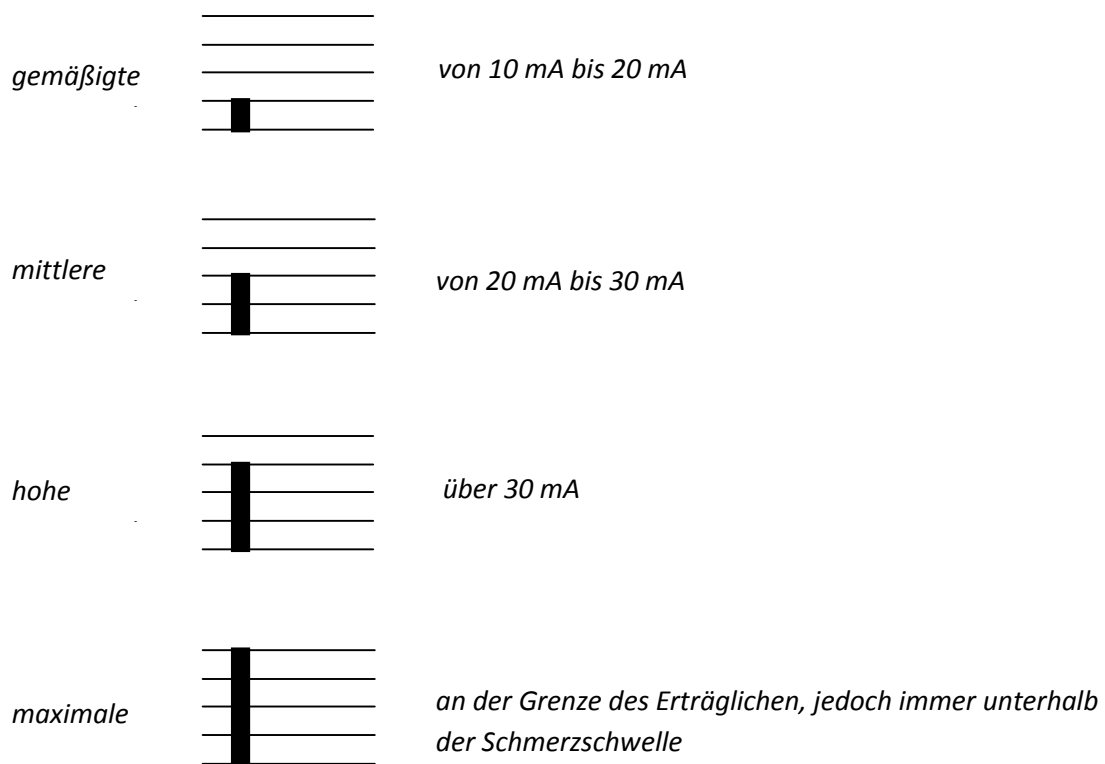 gemäßigte
von 10 mA bis 20 mA
mittlere
von 20 mA bis 30 mA
hohe
über 30 mA
maximale
an der Grenze des Erträglichen, jedoch immer unterhalb
der Schmerzschwelle